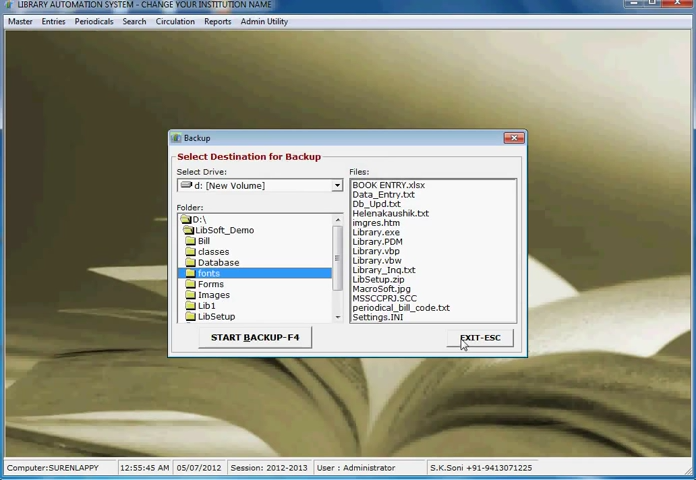 LIBRARY AUTOMATION SYSTEM - CHANGE YOUR INSTITUTION NAME
Master Entries Periodicals Search Circulation Reports Admin Utility
Backup
Select Destination for Backup
Select Drive:
d: [New Volume]
Folder:
D:\
LibSoft_Demo
Bill
classes
Database
fonts
Forms
Images
Lib1
LibSetup
Files:
BOOK ENTRY.xlsx
Data_Entry.txt
Db_Upd.txt
Helenakaushik.txt
imgres.htm
Library.exe
Library.PDM
Library.vbp
Library.vbw
Library_Inq.txt
LibSetup.zip
MacroSoft.jpg
MSSCCPRJ.SCC
periodical_bill_code.txt
Settings.INI
START BACKUP-F4
EXIT-ESC
Computer:SURENLAPPY 12:55:45 AM 05/07/2012 Session: 2012-2013 User : Administrator S.K.Soni +91-9413071225